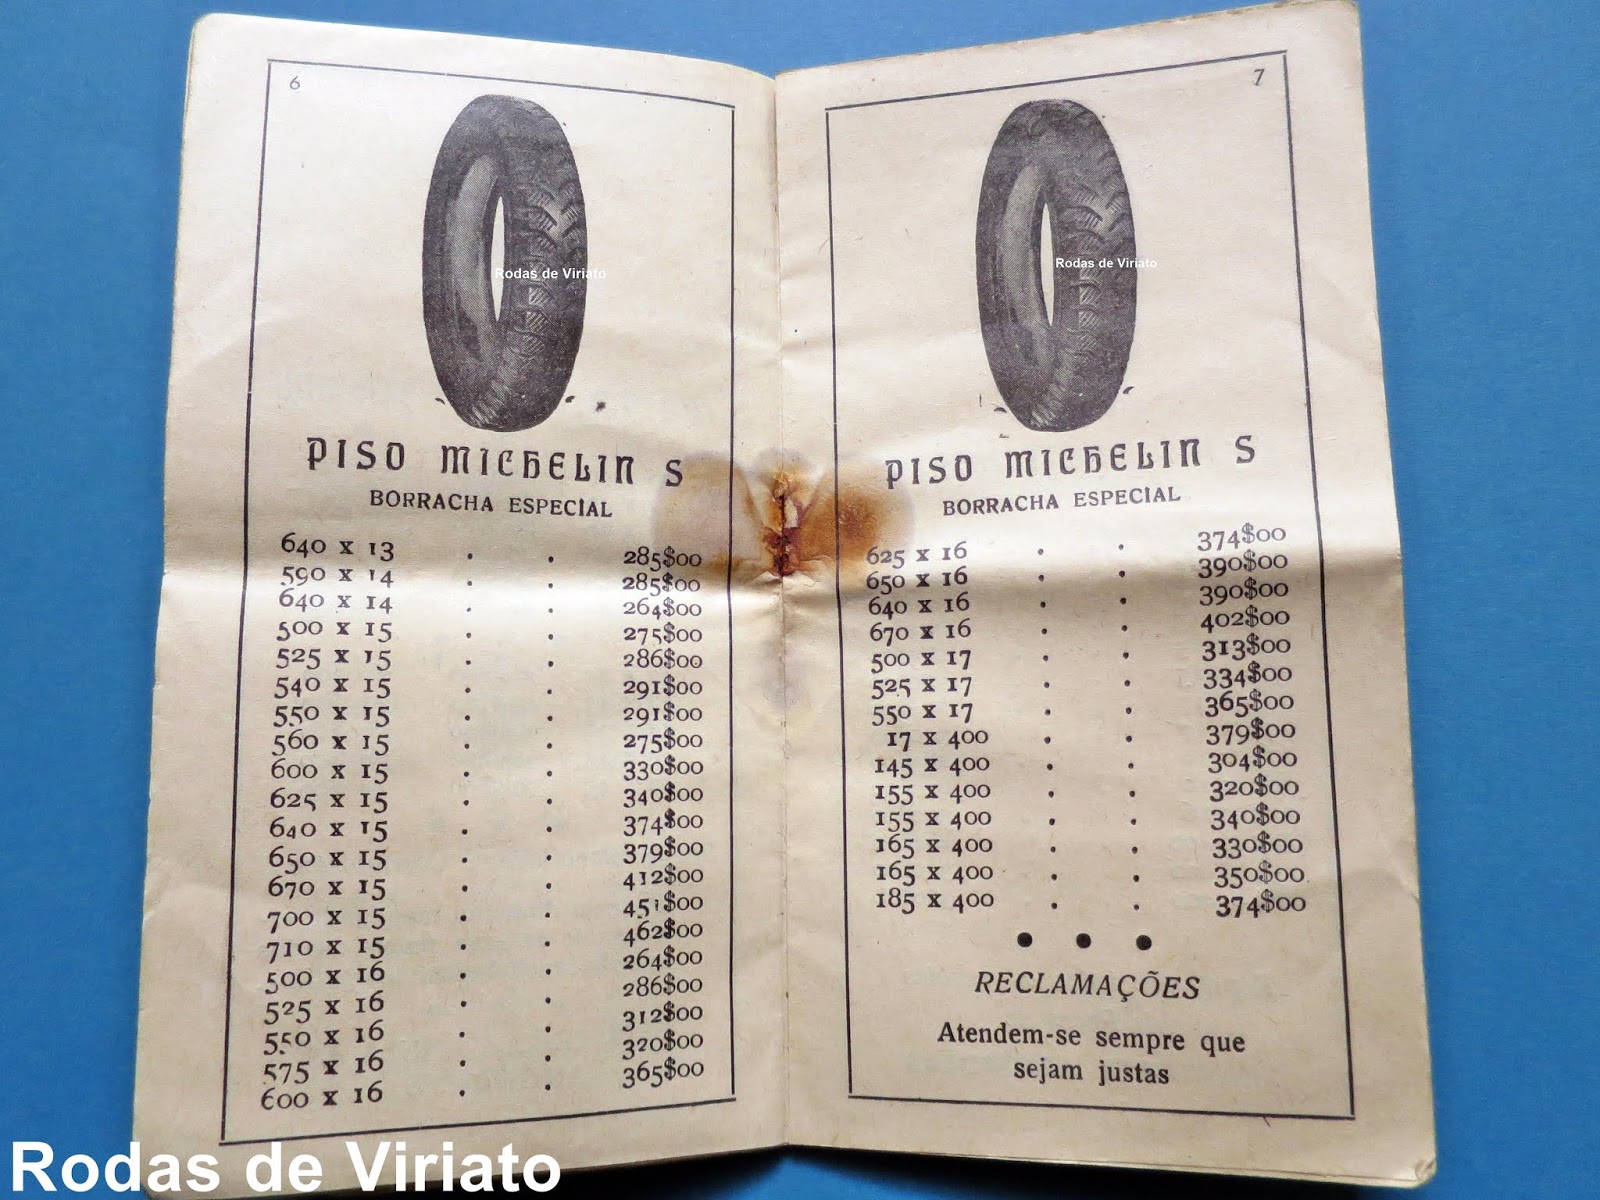 6
Rodas de Viriato
PISO MICHELIN S
BORRACHA ESPECIAL
640 x 13 . . 285$00
590 x 14 . . 285$00
640 x 14 . . 264$00
500 x 15 . . 275$00
525 x 15 . . 286$00
540 x 15 . . 291$00
550 x 15 . . 291$00
560 x 15 . . 275$00
600 x 15 . . 330$00
625 x 15 . . 340$00
640 x 15 . . 374$00
650 x 15 . . 379$00
670 x 15 . . 412$00
700 x 15 . . 451$00
710 x 15 . . 462$00
500 x 16 . . 264$00
525 x 16 . . 286$00
550 x 16 . . 312$00
575 x 16 . . 320$00
600 x 16 . . 365$00
7
Rodas de Viriato
PISO MICHELIN S
BORRACHA ESPECIAL
625 x 16 . . 374$00
650 x 16 . . 390$00
640 x 16 . . 390$00
670 x 16 . . 402$00
500 x 17 . . 313$00
525 x 17 . . 334$00
550 x 17 . . 365$00
17 x 400 . . 379$00
145 x 400 . . 304$00
155 x 400 . . 320$00
155 x 400 . . 340$00
165 x 400 . . 330$00
165 x 400 . . 350$00
185 x 400 . . 374$00
● ● ●
RECLAMAÇÕES
Atendem-se sempre que
sejam justas
Rodas de Viriato